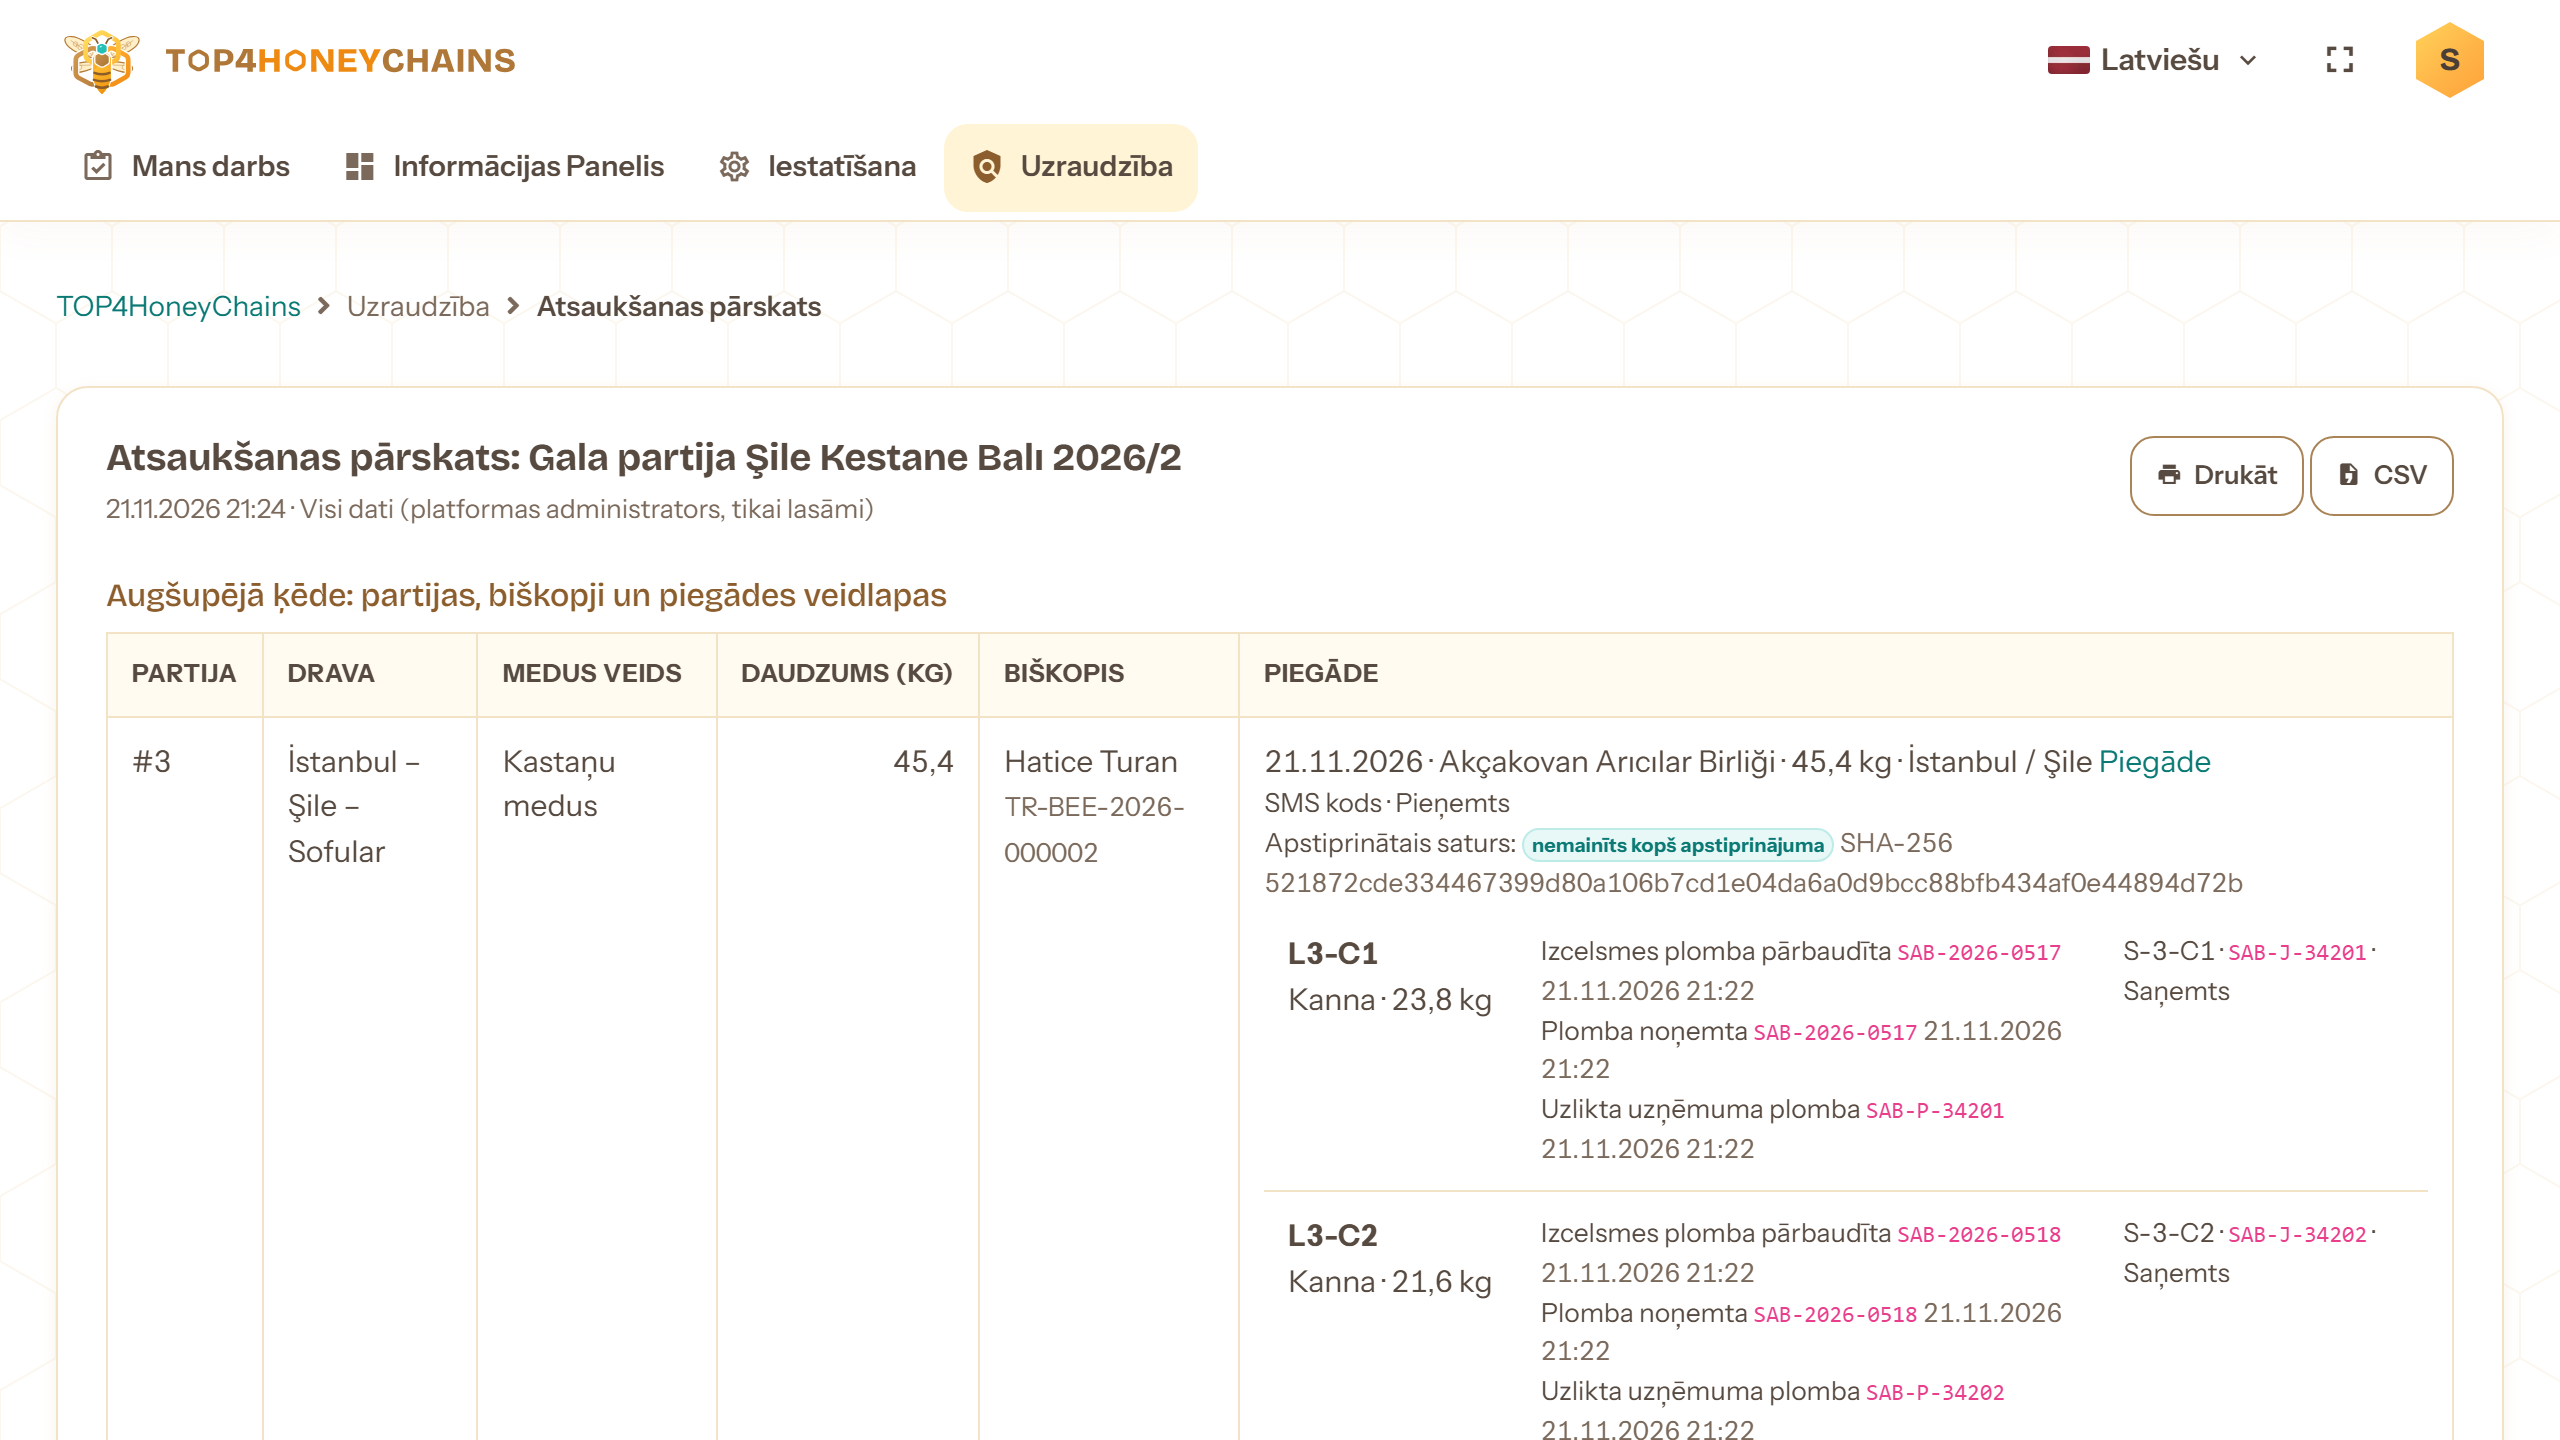 TOP4HONEYCHAINS
Latviešu
S
Mans darbs
Informācijas Panelis
Iestatīšana
Uzraudzība
TOP4HoneyChains > Uzraudzība > Atsaukšanas pārskats
Atsaukšanas pārskats: Gala partija Şile Kestane Balı 2026/2
21.11.2026 21:24 · Visi dati (platformas administrators, tikai lasāmi)
Drukāt
CSV
Augšupējā ķēde: partijas, biškopji un piegādes veidlapas
PARTIJA DRAVA MEDUS VEIDS DAUDZUMS (KG) BIŠKOPIS PIEGĀDE
#3
İstanbul –
Şile –
Sofular
Kastaņu
medus
45,4
Hatice Turan
TR-BEE-2026-
000002
21.11.2026 · Akçakovan Arıcılar Birliği · 45,4 kg · İstanbul / Şile Piegāde
SMS kods · Pieņemts
Apstiprinātais saturs: nemainīts kopš apstiprinājuma SHA-256
521872cde334467399d80a106b7cd1e04da6a0d9bcc88bfb434af0e44894d72b
L3-C1
Kanna · 23,8 kg
Izcelsmes plomba pārbaudīta SAB-2026-0517
21.11.2026 21:22
Plomba noņemta SAB-2026-0517 21.11.2026
21:22
Uzlikta uzņēmuma plomba SAB-P-34201
21.11.2026 21:22
S-3-C1 · SAB-J-34201 ·
Saņemts
L3-C2
Kanna · 21,6 kg
Izcelsmes plomba pārbaudīta SAB-2026-0518
21.11.2026 21:22
Plomba noņemta SAB-2026-0518 21.11.2026
21:22
Uzlikta uzņēmuma plomba SAB-P-34202
21.11.2026 21:22
S-3-C2 · SAB-J-34202 ·
Saņemts